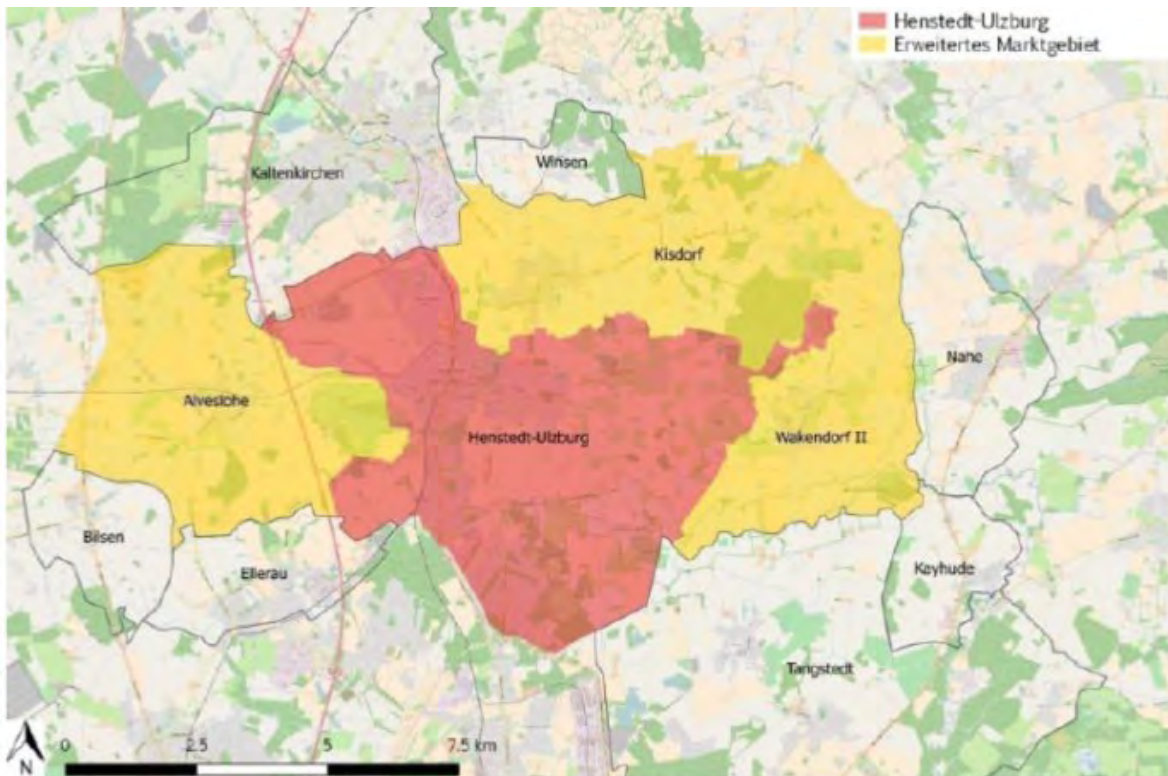 Henstedt-Ulzburg
Erweitertes Marktgebiet
Winsen
Kaltenkirchen
Kisdorf
Nahe
Alveslohe
Henstedt-Ulzburg
Wakendorf II
Bilsen
Ellerau
Kayhude
Tangstedt
N
0 2.5 5 7.5 km